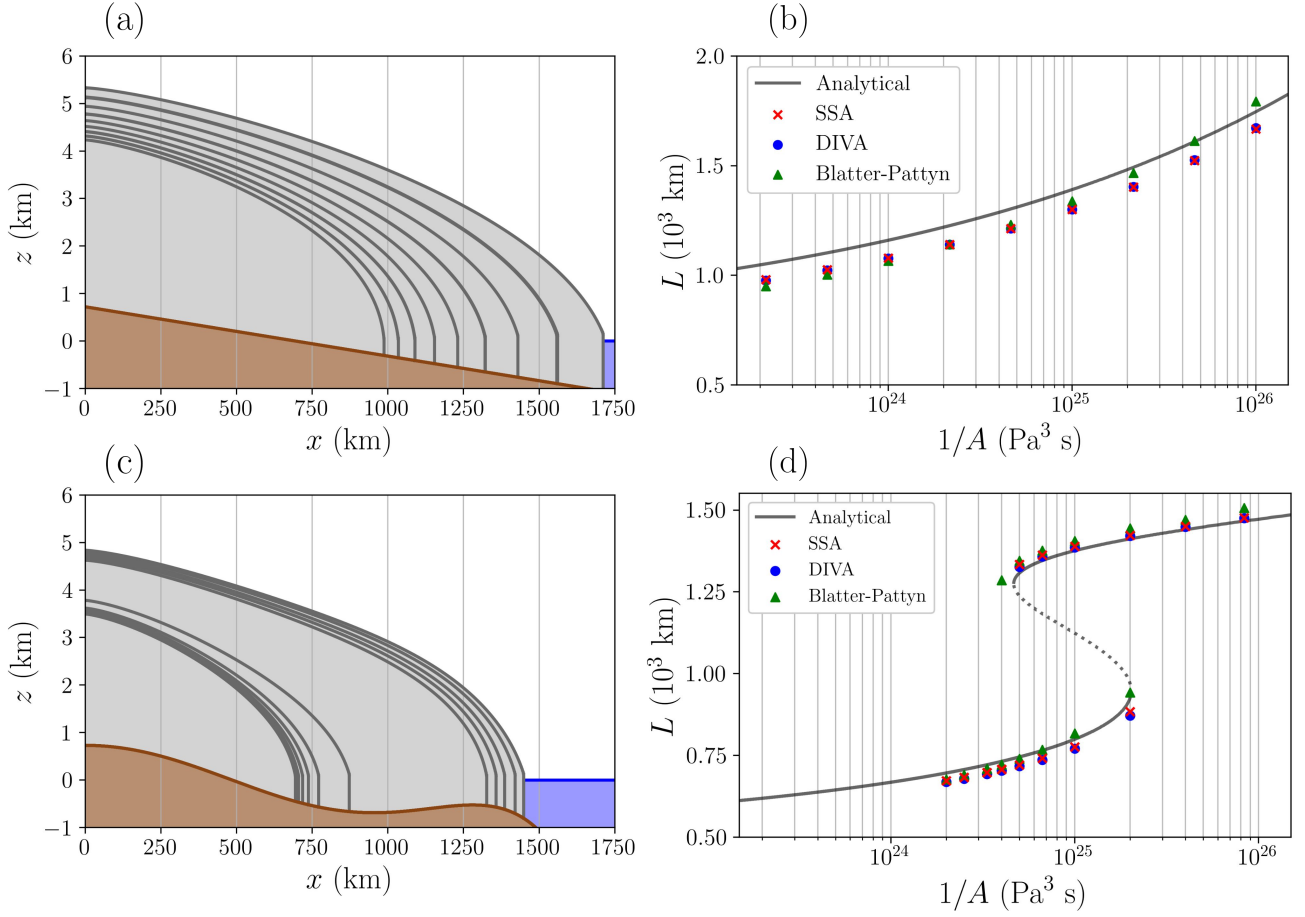 (a)
6
5
4
3
2
1
0
−1
z (km)
0 250 500 750 1000 1250 1500 1750
x (km)
(b)
2.0
1.5
1.0
0.5
L (10³ km)
Analytical
SSA
DIVA
Blatter-Pattyn
10²⁴ 10²⁵ 10²⁶
1/A (Pa³ s)
(c)
6
5
4
3
2
1
0
−1
z (km)
0 250 500 750 1000 1250 1500 1750
x (km)
(d)
1.50
1.25
1.00
0.75
0.50
L (10³ km)
Analytical
SSA
DIVA
Blatter-Pattyn
10²⁴ 10²⁵ 10²⁶
1/A (Pa³ s)